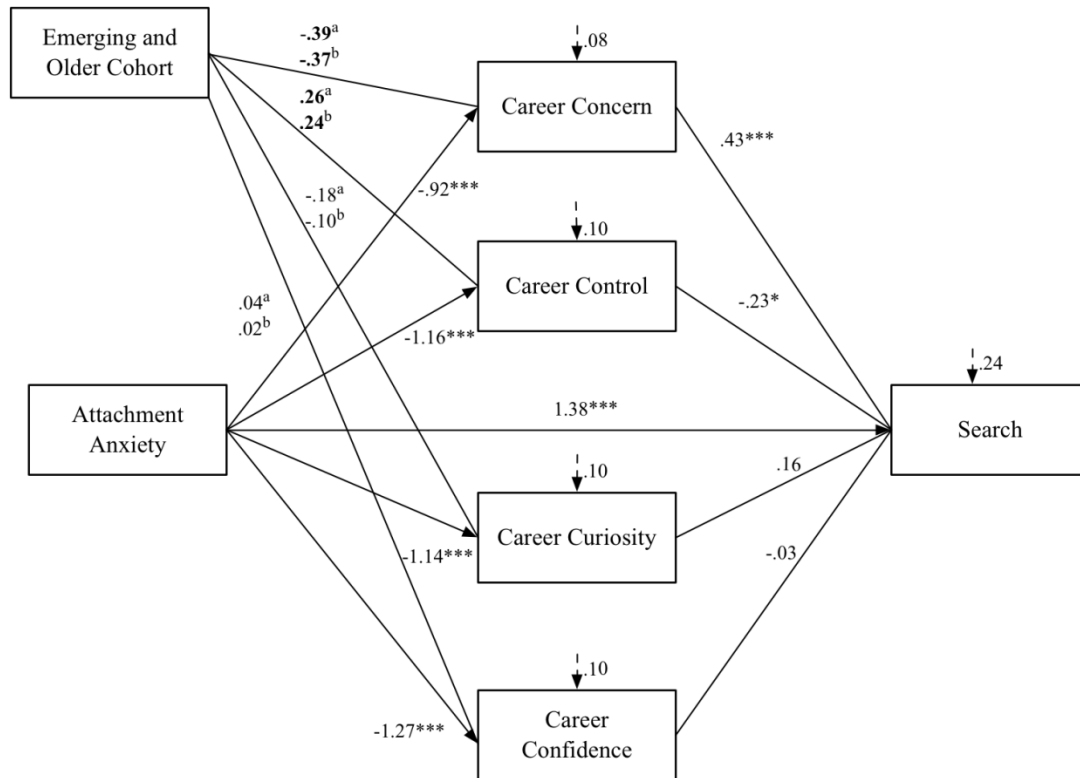 Emerging and
Older Cohort
-.39ᵃ
-.37ᵇ
.26ᵃ
.24ᵇ
-.18ᵃ
-.10ᵇ
.04ᵃ
.02ᵇ
Attachment
Anxiety
-.92***
-1.16***
1.38***
-1.14***
-1.27***
.08
Career Concern
.10
Career Control
.10
Career Curiosity
.10
Career
Confidence
.43***
-.23*
.16
-.03
.24
Search